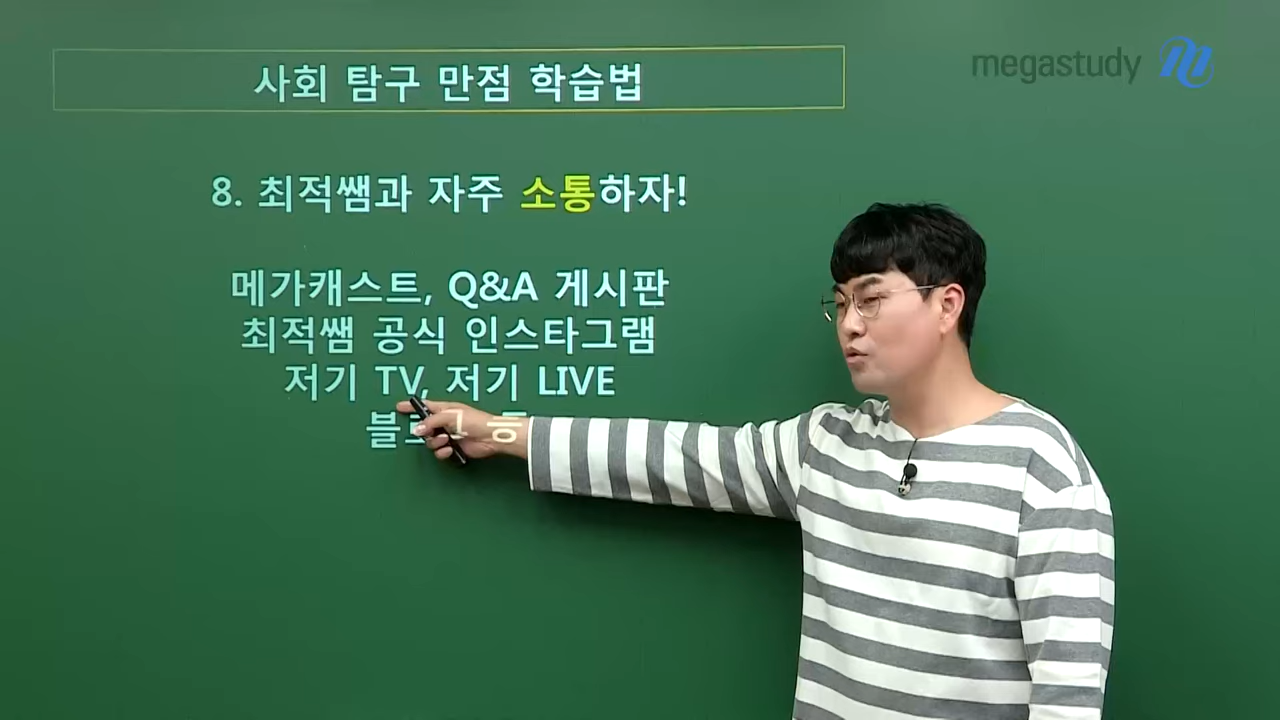 사회 탐구 만점 학습법
megastudy
8. 최적쌤과 자주 소통하자!
메가캐스트, Q&A 게시판
최적쌤 공식 인스타그램
저기 TV, 저기 LIVE
등